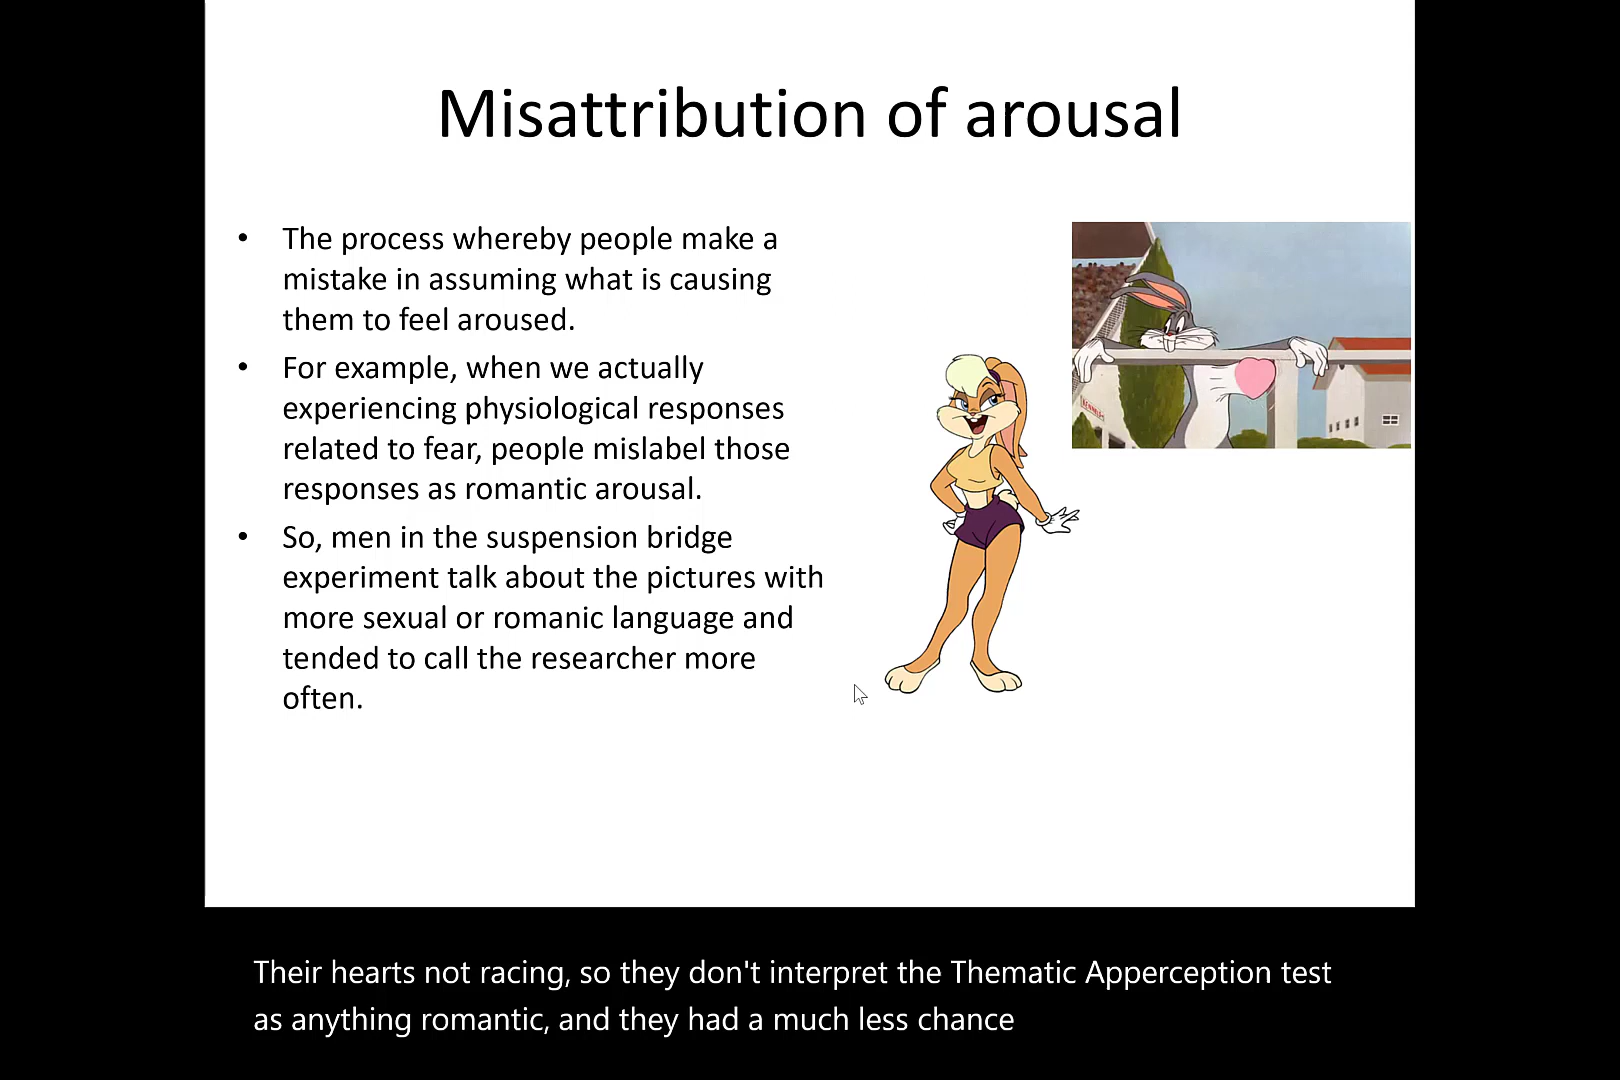 Misattribution of arousal
• The process whereby people make a
mistake in assuming what is causing
them to feel aroused.
• For example, when we actually
experiencing physiological responses
related to fear, people mislabel those
responses as romantic arousal.
• So, men in the suspension bridge
experiment talk about the pictures with
more sexual or romanic language and
tended to call the researcher more
often.
Their hearts not racing, so they don't interpret the Thematic Apperception test
as anything romantic, and they had a much less chance